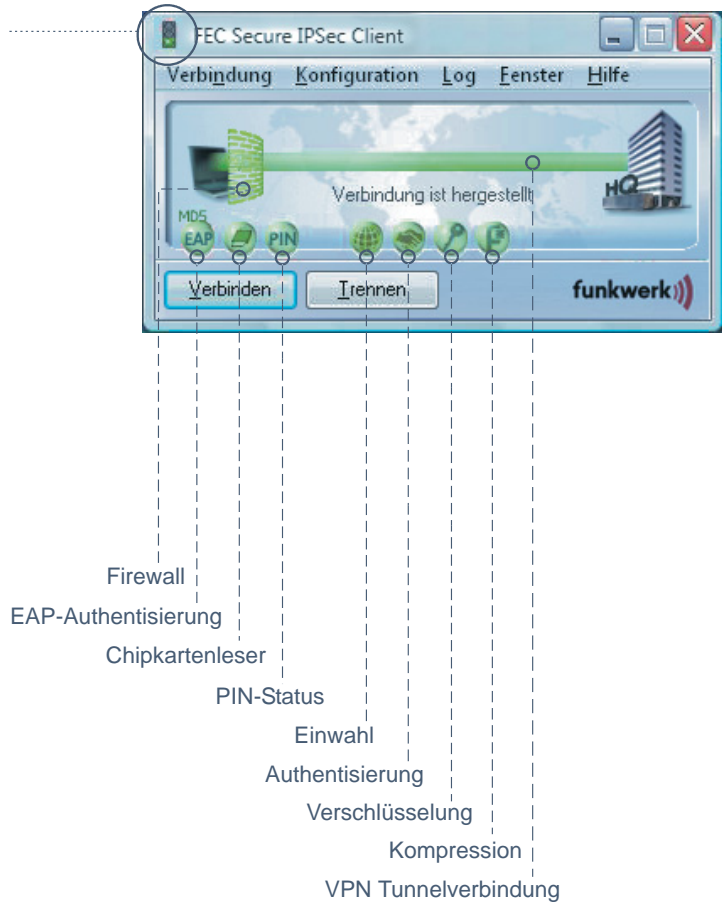 FEC Secure IPSec Client
Verbindung Konfiguration Log Fenster Hilfe
HQ
Verbindung ist hergestellt
MD5
EAP PIN
Verbinden Trennen funkwerk
Firewall
EAP-Authentisierung
Chipkartenleser
PIN-Status
Einwahl
Authentisierung
Verschlüsselung
Kompression
VPN Tunnelverbindung